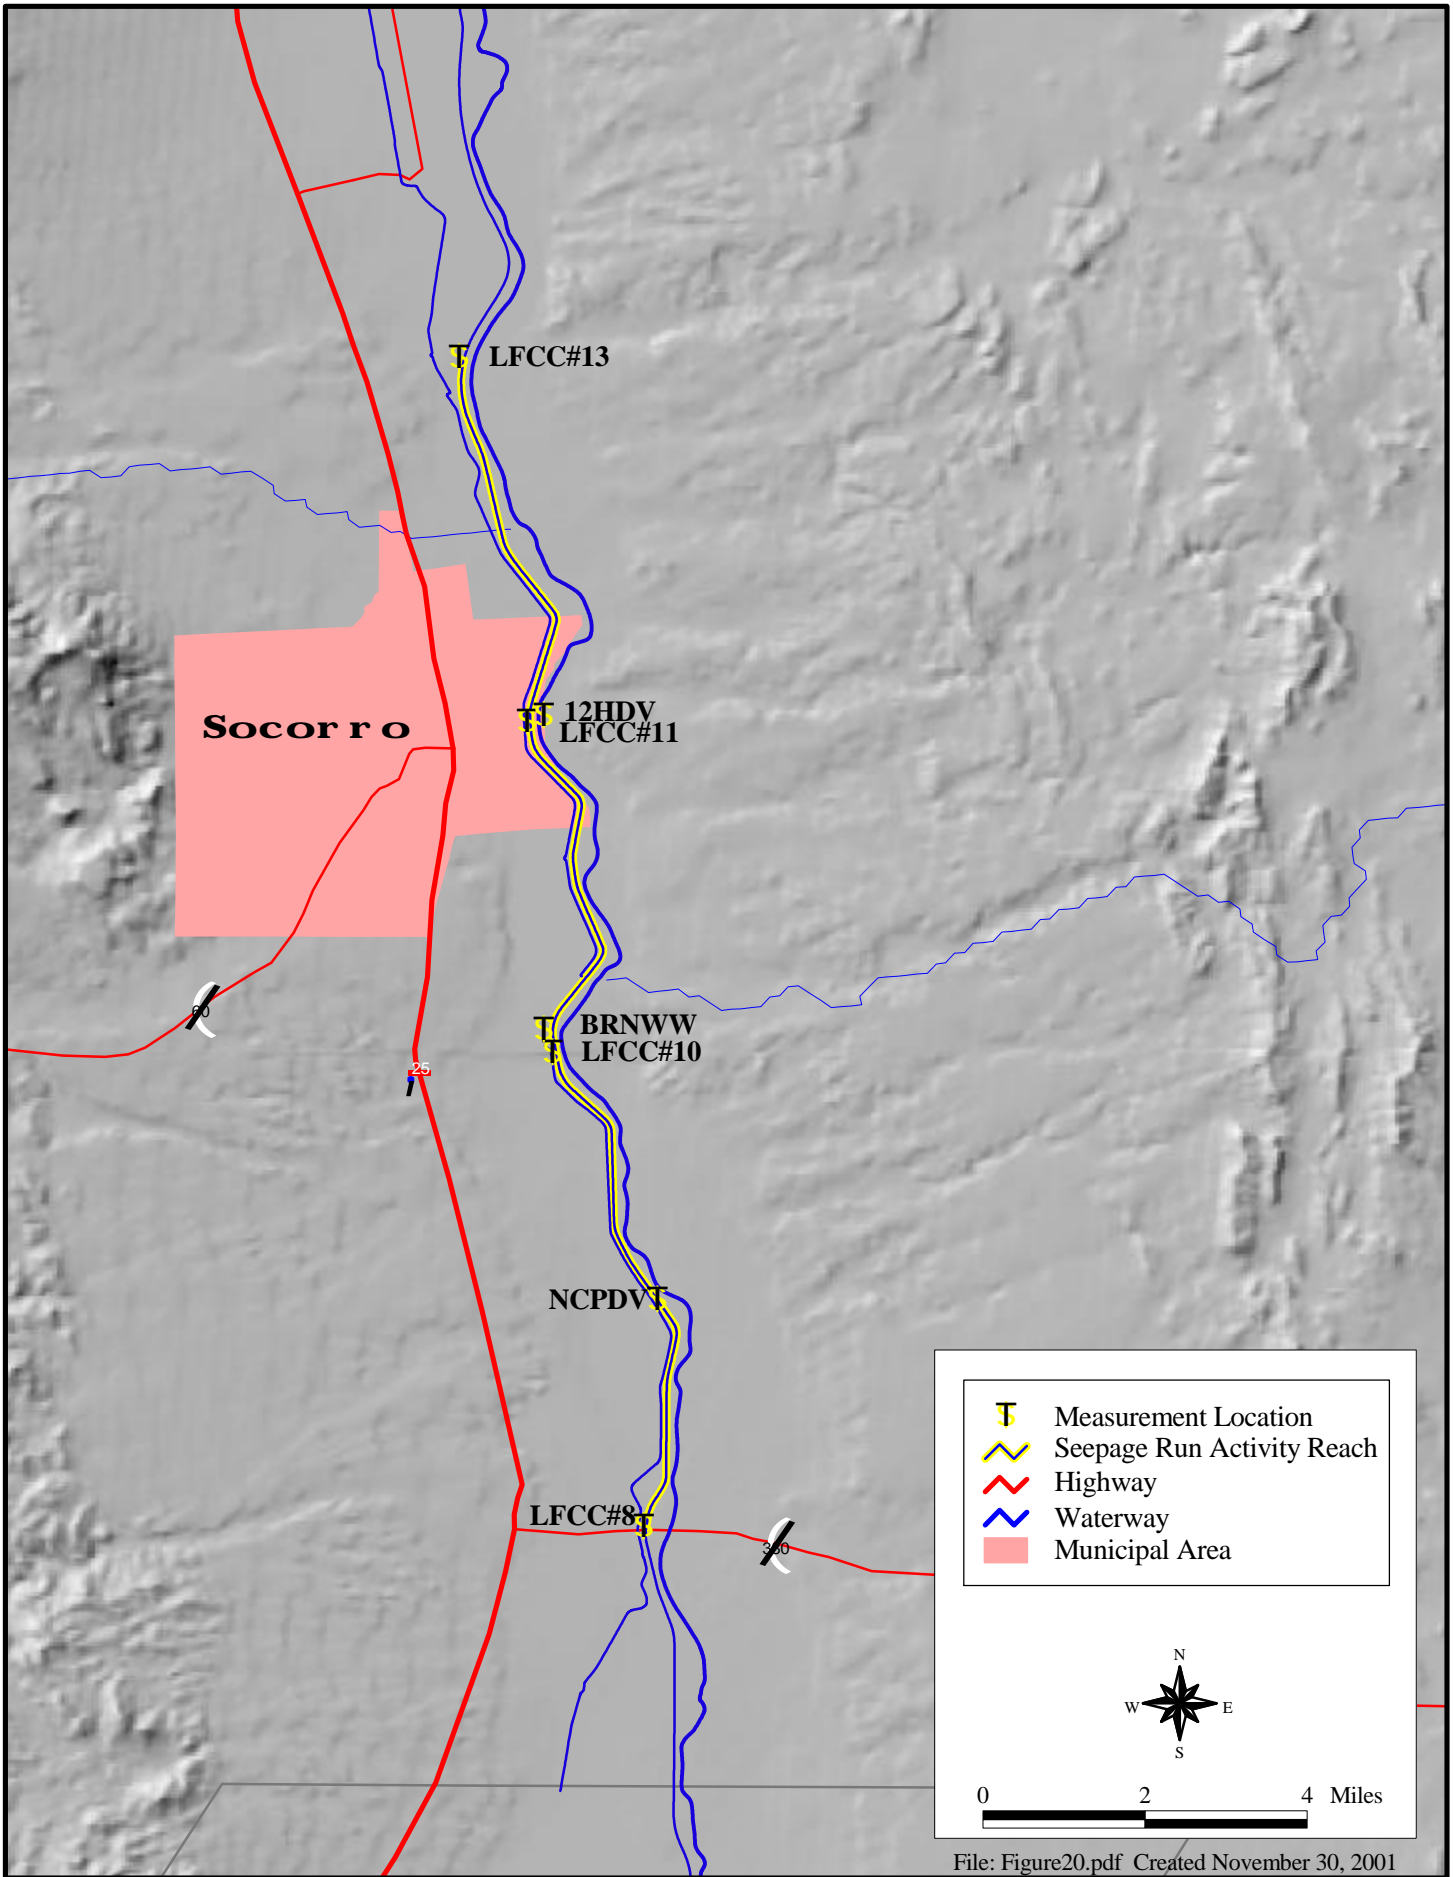 LFCC#13
12HDV
LFCC#11
Socorro
60
25
BRNWW
LFCC#10
NCPDV
LFCC#8
380
Measurement Location
Seepage Run Activity Reach
Highway
Waterway
Municipal Area
N
W E
S
0 2 4 Miles
File: Figure20.pdf Created November 30, 2001